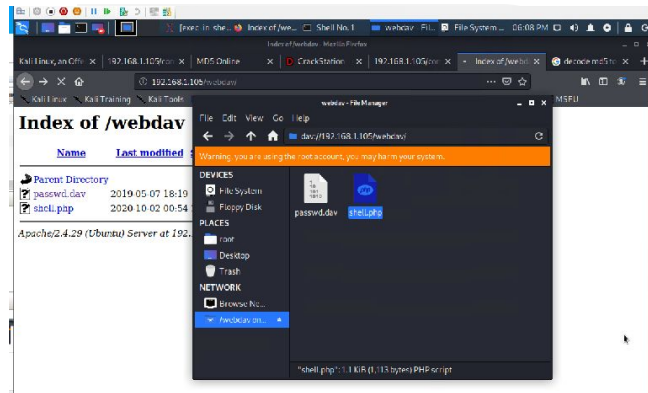 [exec-in_she...
Index of /we...
Shell No. 1
webdav - Fil...
File System ...
06:08 PM
Index of /webdav - Mozilla Firefox
Kali Linux, an Offe
192.168.1.105/con
MD5 Online
CrackStation
192.168.1.105/co
Index of /webd
decode md5 to
192.168.1.105/webdav/
Kali Linux
Kali Training
Kali Tools
MSFU
webdav - File Manager
File Edit View Go Help
dav://192.168.1.105/webdav/
Warning, you are using the root account, you may harm your system.
Index of /webdav
Name Last modified
Parent Directory
passwd.dav 2019-05-07 18:19
shell.php 2020-10-02 00:54
Apache/2.4.29 (Ubuntu) Server at 192.
DEVICES
File System
Floppy Disk
PLACES
root
Desktop
Trash
NETWORK
Browse Ne...
/webdav on...
passwd.dav
shell.php
"shell.php": 1.1 KiB (1,113 bytes) PHP script